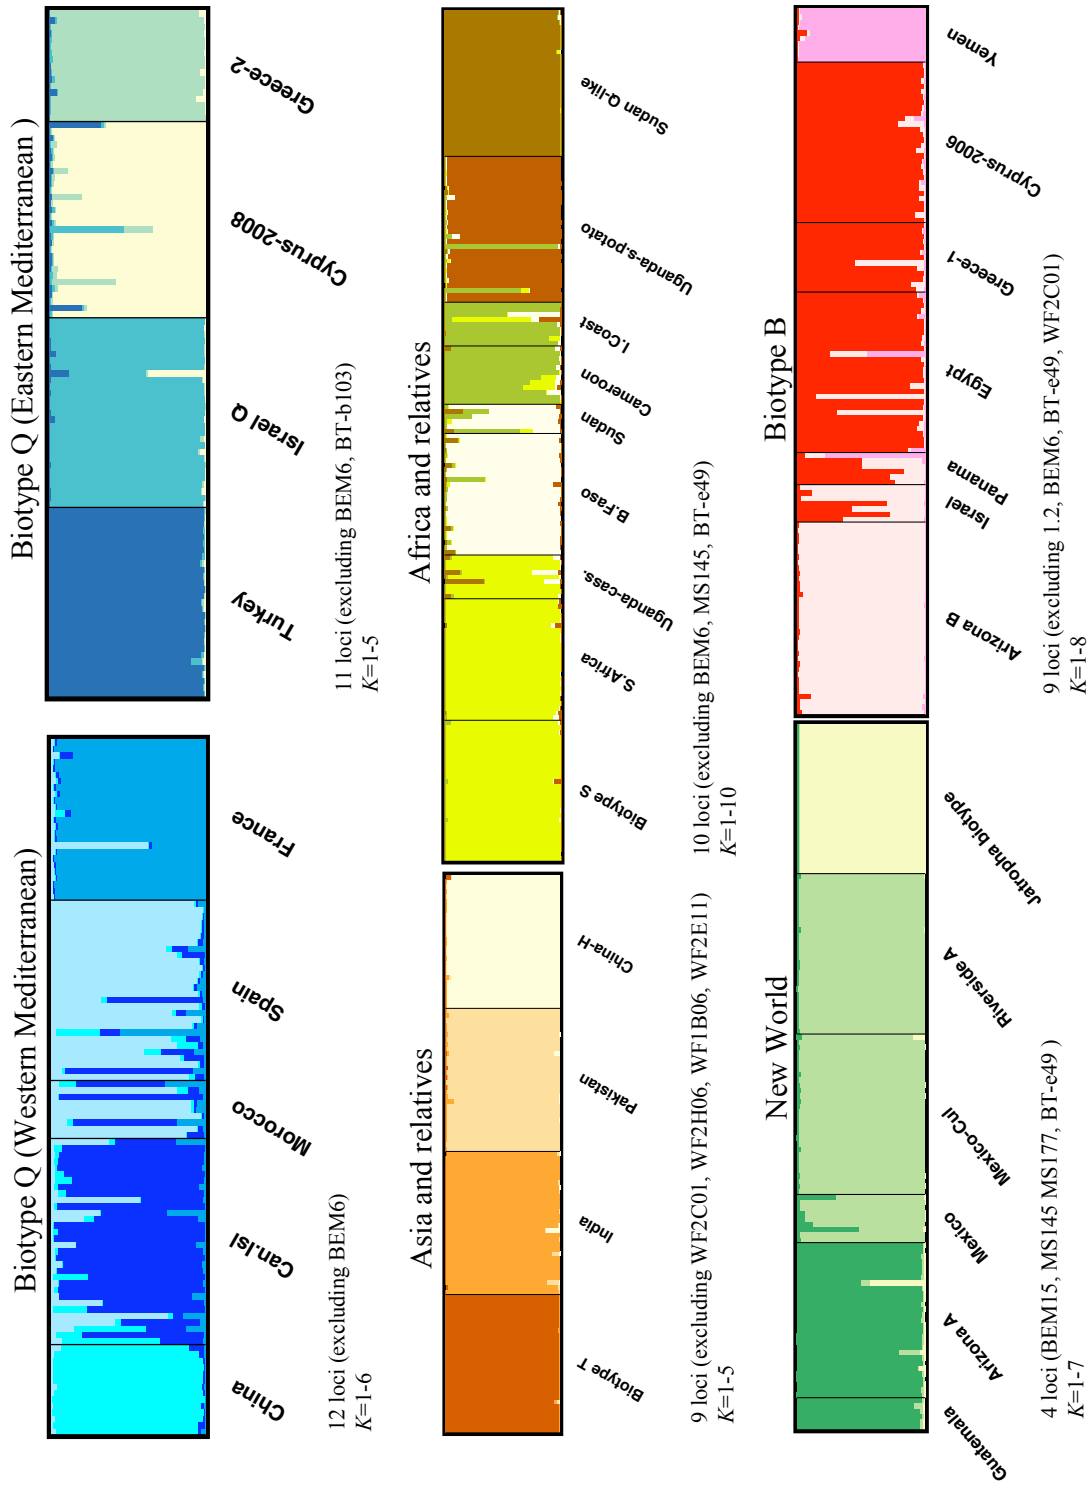 Biotype Q (Western Mediterranean)
China
Can.Isl
Morocco
Spain
France
12 loci (excluding BEM6)
K=1-6
Biotype Q (Eastern Mediterranean )
Turkey
Israel Q
Cyprus-2008
Greece-2
11 loci (excluding BEM6, BT-b103)
K=1-5
Asia and relatives
Biotype T
India
Pakistan
China-H
9 loci (excluding WF2C01, WF2H06, WF1B06, WF2E11)
K=1-5
Africa and relatives
Biotype S
S.Africa
Uganda-cass.
B.Faso
Sudan
Cameroon
I.Coast
Uganda-s.potato
Sudan Q-like
10 loci (excluding BEM6, MS145, BT-e49)
K=1-10
New World
Guatemala
Arizona A
Mexico
Mexico-Cul
Riverside A
Jatropha biotype
4 loci (BEM15, MS145 MS177, BT-e49 )
K=1-7
Biotype B
Arizona B
Israel
Panama
Egypt
Greece-1
Cyprus-2006
Yemen
9 loci (excluding 1.2, BEM6, BT-e49, WF2C01)
K=1-8